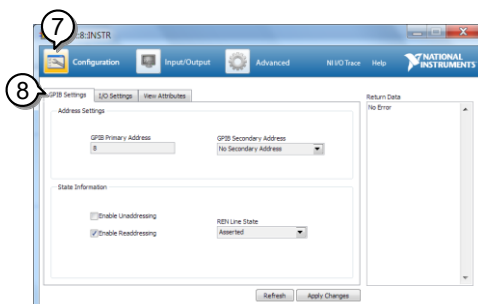 7
:8:INSTR
Configuration
Input/Output
Advanced
NI I/O Trace
Help
NATIONAL
INSTRUMENTS
8
GPIB Settings
I/O Settings
View Attributes
Return Data
No Error
Address Settings
GPIB Primary Address
8
GPIB Secondary Address
No Secondary Address
State Information
Enable Unaddressing
Enable Readdressing
REN Line State
Asserted
Refresh
Apply Changes